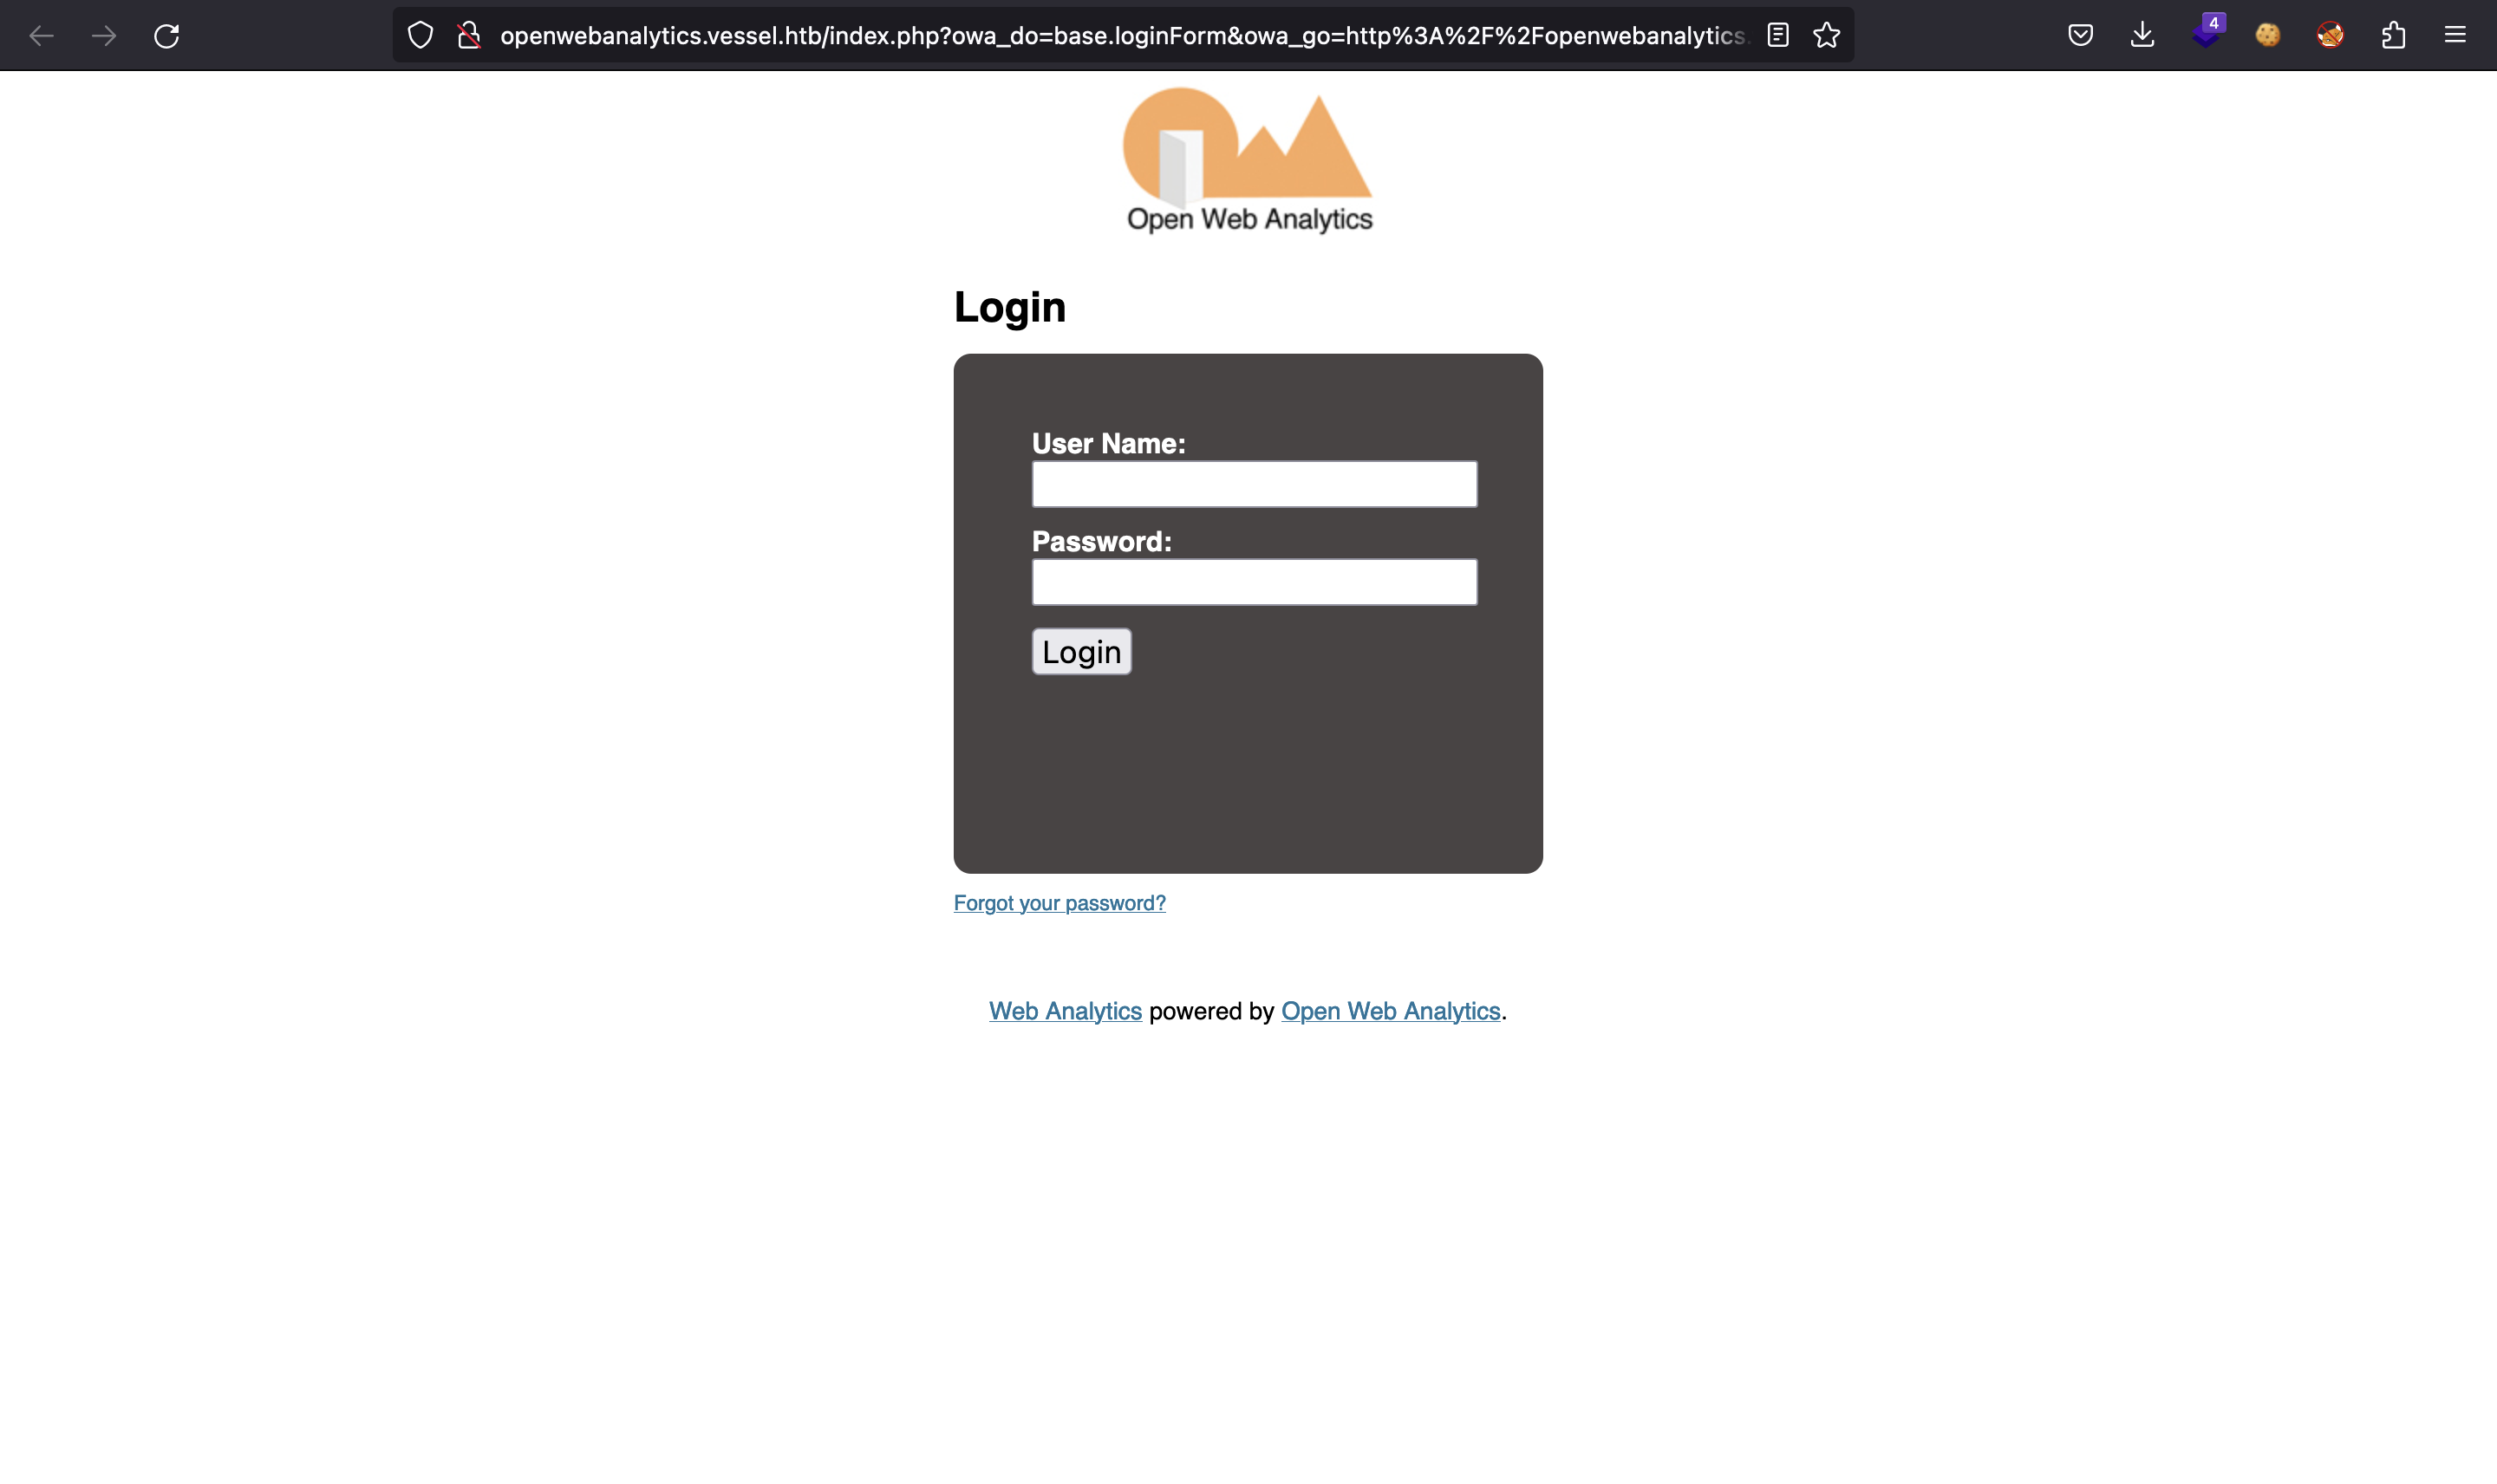 4
openwebanalytics.vessel.htb/index.php?owa_do=base.loginForm&owa_go=http%3A%2F%2Fopenwebanalytics.
Open Web Analytics
Login
User Name:
Password:
Login
Forgot your password?
Web Analytics powered by Open Web Analytics.